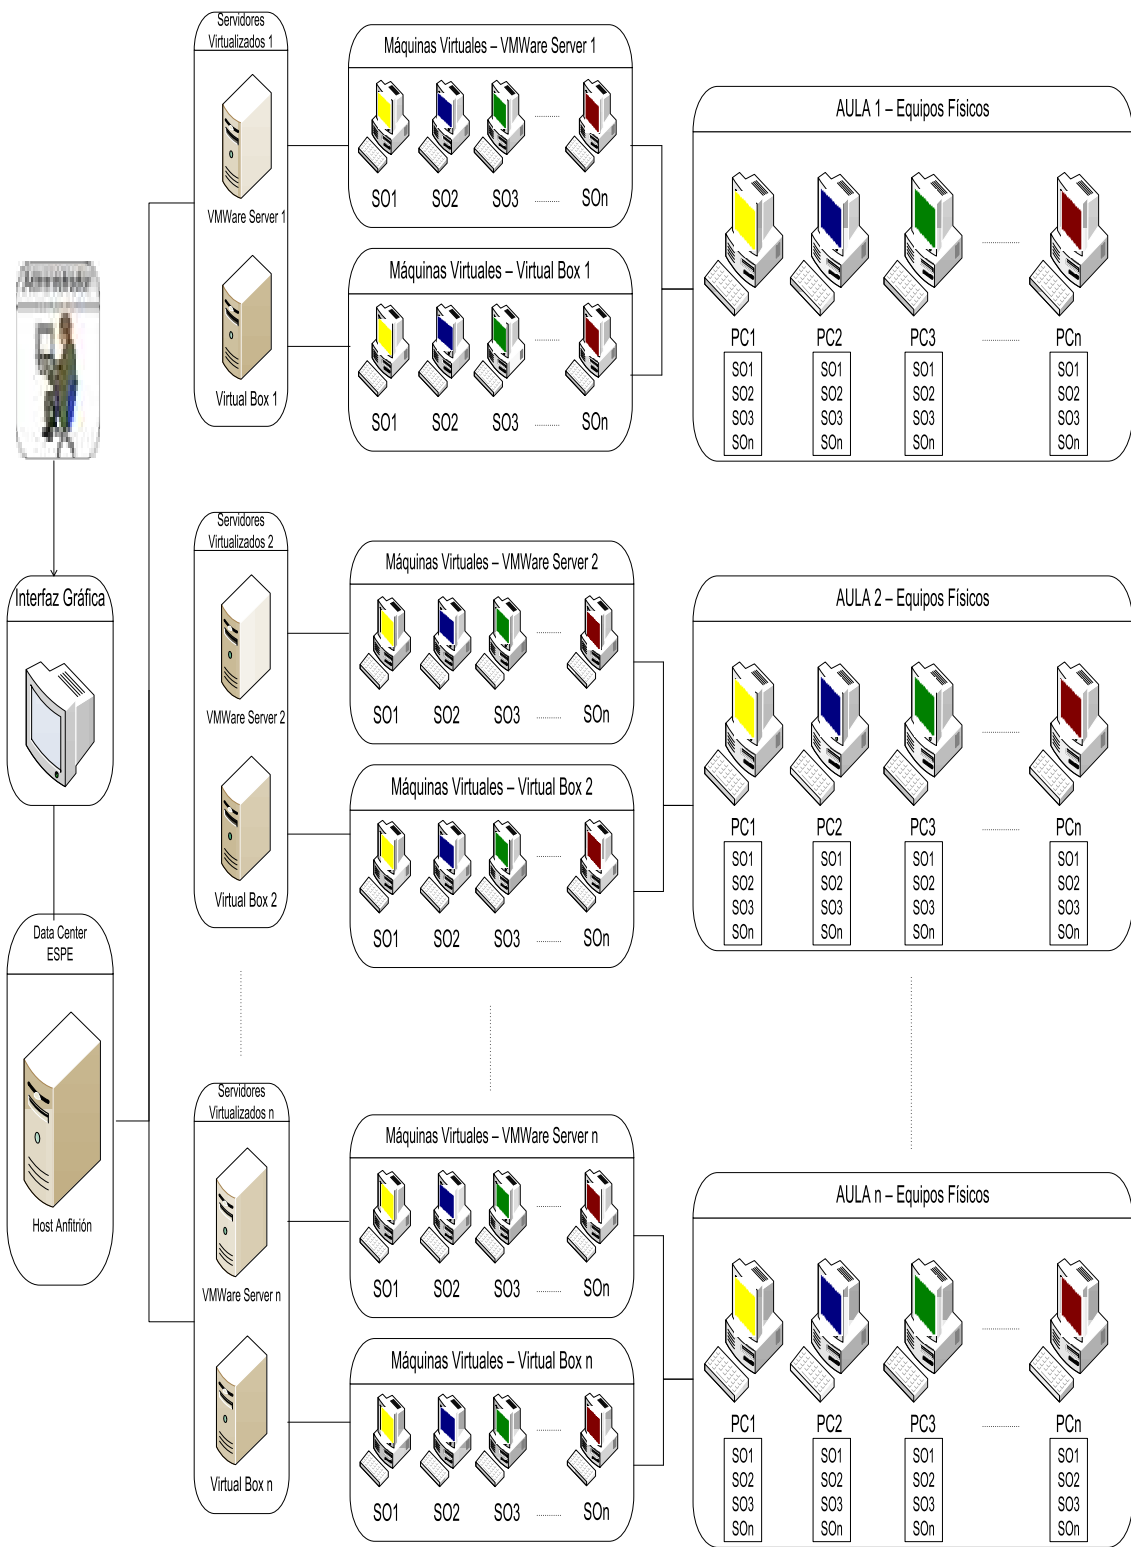 Servidores
Virtualizados 1
VMWare Server 1
Virtual Box 1
Máquinas Virtuales – VMWare Server 1
SO1 SO2 SO3 ......... SOn
Máquinas Virtuales – Virtual Box 1
SO1 SO2 SO3 ......... SOn
AULA 1 – Equipos Físicos
PC1 PC2 PC3 ............. PCn
SO1 SO1 SO1 SO1
SO2 SO2 SO2 SO2
SO3 SO3 SO3 SO3
SOn SOn SOn SOn
Administrador
Interfaz Gráfica
Data Center
ESPE
Host Anfitrión
Servidores
Virtualizados 2
VMWare Server 2
Virtual Box 2
Máquinas Virtuales – VMWare Server 2
SO1 SO2 SO3 ......... SOn
Máquinas Virtuales – Virtual Box 2
SO1 SO2 SO3 ......... SOn
AULA 2 – Equipos Físicos
PC1 PC2 PC3 ............. PCn
SO1 SO1 SO1 SO1
SO2 SO2 SO2 SO2
SO3 SO3 SO3 SO3
SOn SOn SOn SOn
Servidores
Virtualizados n
VMWare Server n
Virtual Box n
Máquinas Virtuales – VMWare Server n
SO1 SO2 SO3 ......... SOn
Máquinas Virtuales – Virtual Box n
SO1 SO2 SO3 ......... SOn
AULA n – Equipos Físicos
PC1 PC2 PC3 ............. PCn
SO1 SO1 SO1 SO1
SO2 SO2 SO2 SO2
SO3 SO3 SO3 SO3
SOn SOn SOn SOn